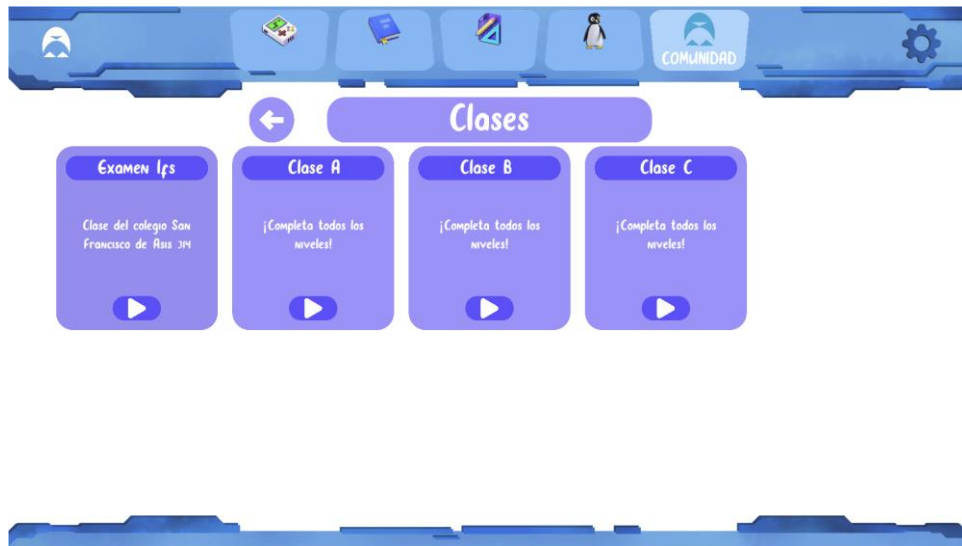 COMUNIDAD
Clases
Examen Ifs
Clase del colegio San
Francisco de Asis JM
¡Completa todos los
niveles!
Clase A
¡Completa todos los
niveles!
Clase B
¡Completa todos los
niveles!
Clase C